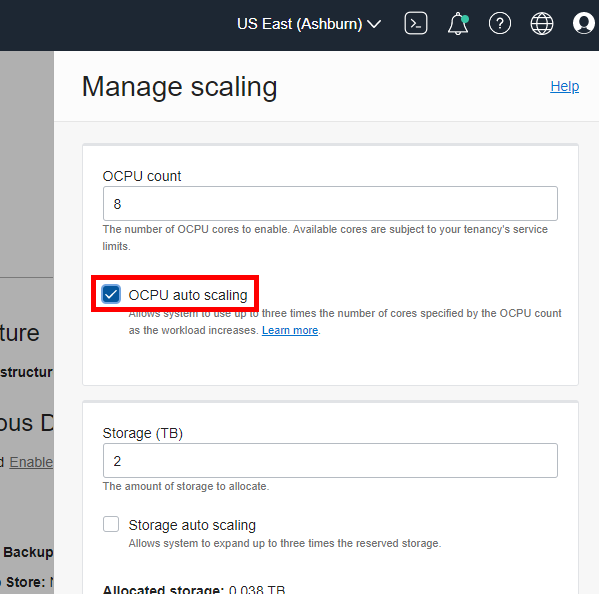 US East (Ashburn)
Manage scaling
Help
OCPU count
8
The number of OCPU cores to enable. Available cores are subject to your tenancy's service
limits.
OCPU auto scaling
Allows system to use up to three times the number of cores specified by the OCPU count
as the workload increases. Learn more.
ture
structur
ous D
Enable
Storage (TB)
2
The amount of storage to allocate.
Storage auto scaling
Allows system to expand up to three times the reserved storage.
Backup
Store:
Allocated storage: 0.038 TB